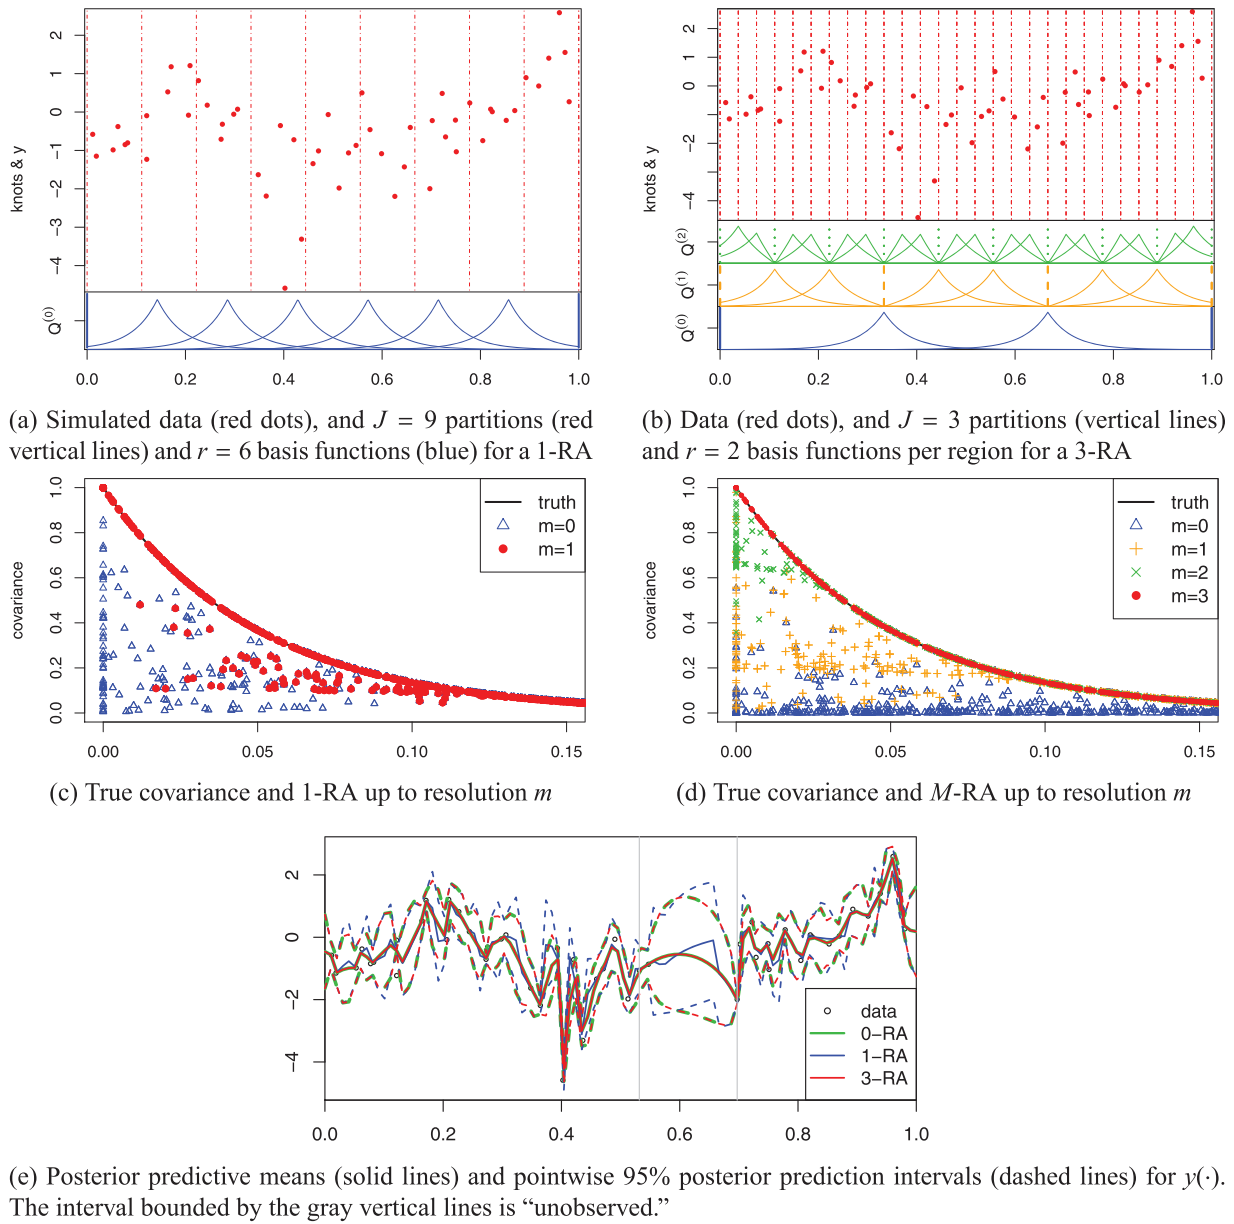 knots & y
2
1
0
−1
−2
−3
−4
Q(0)
0.0 0.2 0.4 0.6 0.8 1.0
(a) Simulated data (red dots), and J = 9 partitions (red
vertical lines) and r = 6 basis functions (blue) for a 1-RA
knots & y
2
0
−2
−4
Q(2)
Q(1)
Q(0)
0.0 0.2 0.4 0.6 0.8 1.0
(b) Data (red dots), and J = 3 partitions (vertical lines)
and r = 2 basis functions per region for a 3-RA
covariance
1.0
0.8
0.6
0.4
0.2
0.0
truth
m=0
m=1
0.00 0.05 0.10 0.15
(c) True covariance and 1-RA up to resolution m
covariance
1.0
0.8
0.6
0.4
0.2
0.0
truth
m=0
m=1
m=2
m=3
0.00 0.05 0.10 0.15
(d) True covariance and M-RA up to resolution m
2
0
−2
−4
data
0−RA
1−RA
3−RA
0.0 0.2 0.4 0.6 0.8 1.0
(e) Posterior predictive means (solid lines) and pointwise 95% posterior prediction intervals (dashed lines) for y(·).
The interval bounded by the gray vertical lines is “unobserved.”